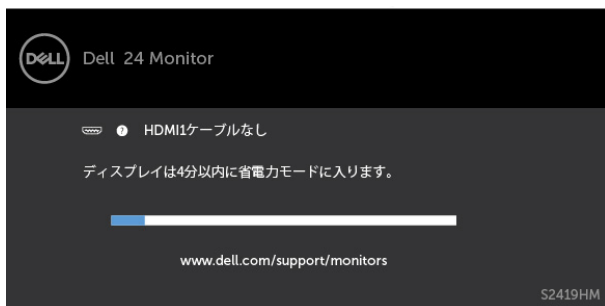 DELL
Dell 24 Monitor
? HDMI1ケーブルなし
ディスプレイは4分以内に省電力モードに入ります。
www.dell.com/support/monitors
S2419HM